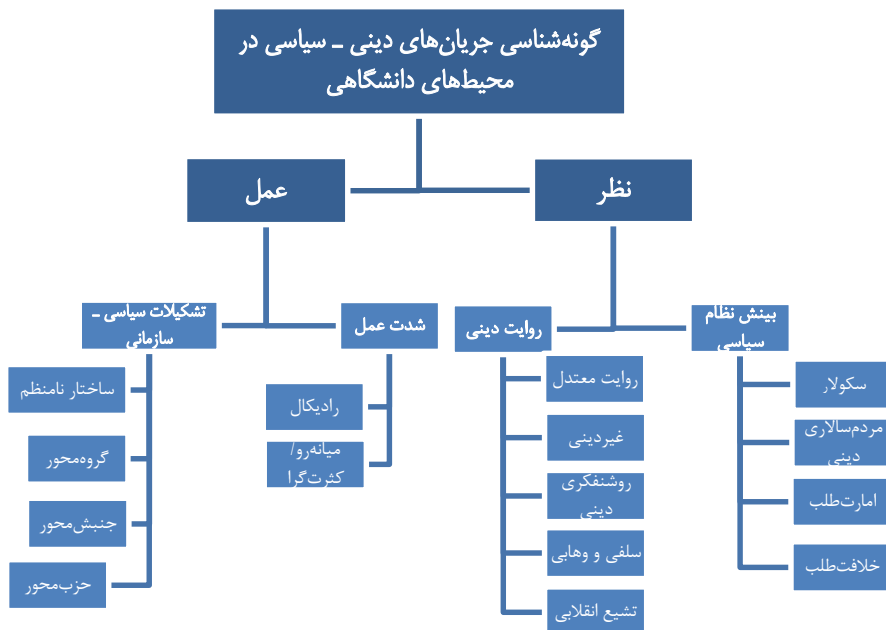 گونه‌شناسی جریان‌های دینی ـ سیاسی در
محیط‌های دانشگاهی
نظر
عمل
بینش نظام
سیاسی
سکولار
مردم‌سالاری
دینی
امارت‌طلب
خلافت‌طلب
روایت دینی
روایت معتدل
غیردینی
روشنفکری
دینی
سلفی و وهابی
تشیع انقلابی
شدت عمل
رادیکال
میانه‌رو/
کثرت‌گرا
تشکیلات سیاسی ـ
سازمانی
ساختار نامنظم
گروه‌محور
جنبش‌محور
حزب‌محور